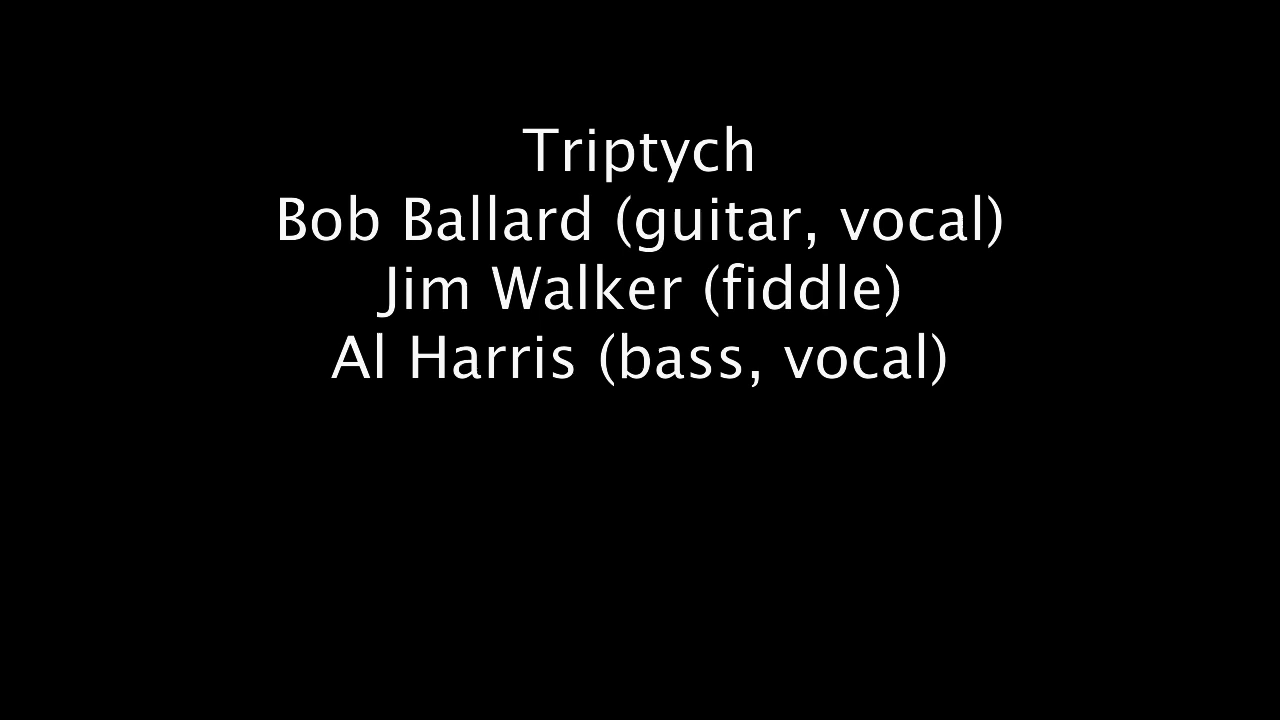 Triptych
Bob Ballard (guitar, vocal)
Jim Walker (fiddle)
Al Harris (bass, vocal)